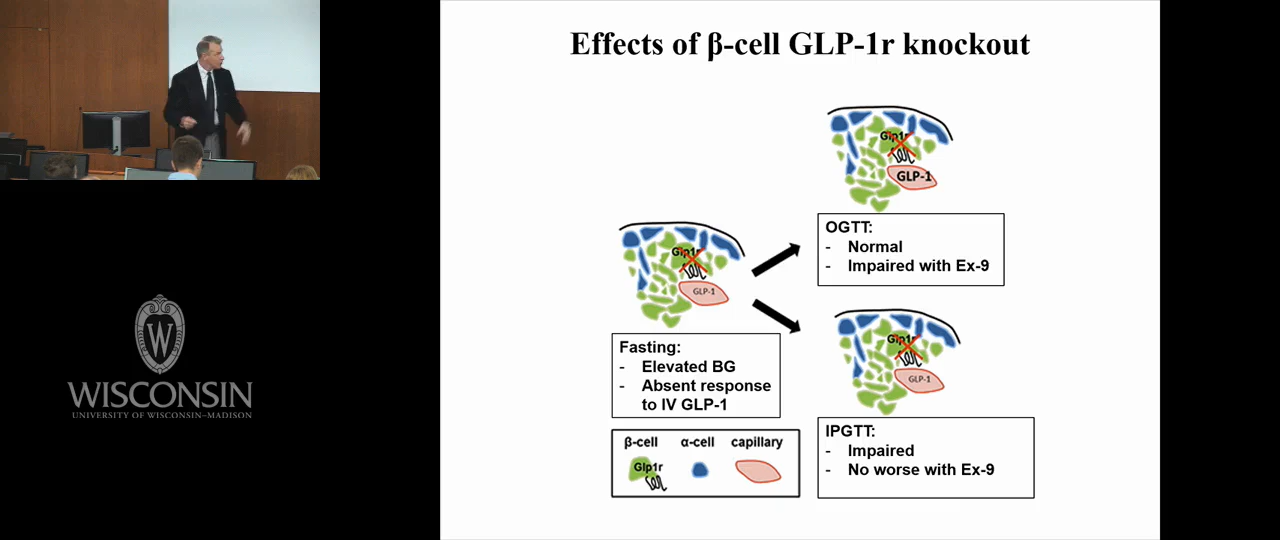 Effects of β-cell GLP-1r knockout
Glp1r
GLP-1
OGTT:
- Normal
- Impaired with Ex-9
Glp1r
GLP-1
Fasting:
- Elevated BG
- Absent response
to IV GLP-1
Glp1r
GLP-1
IPGTT:
- Impaired
- No worse with Ex-9
β-cell α-cell capillary
Glp1r
W
WISCONSIN
UNIVERSITY OF WISCONSIN–MADISON